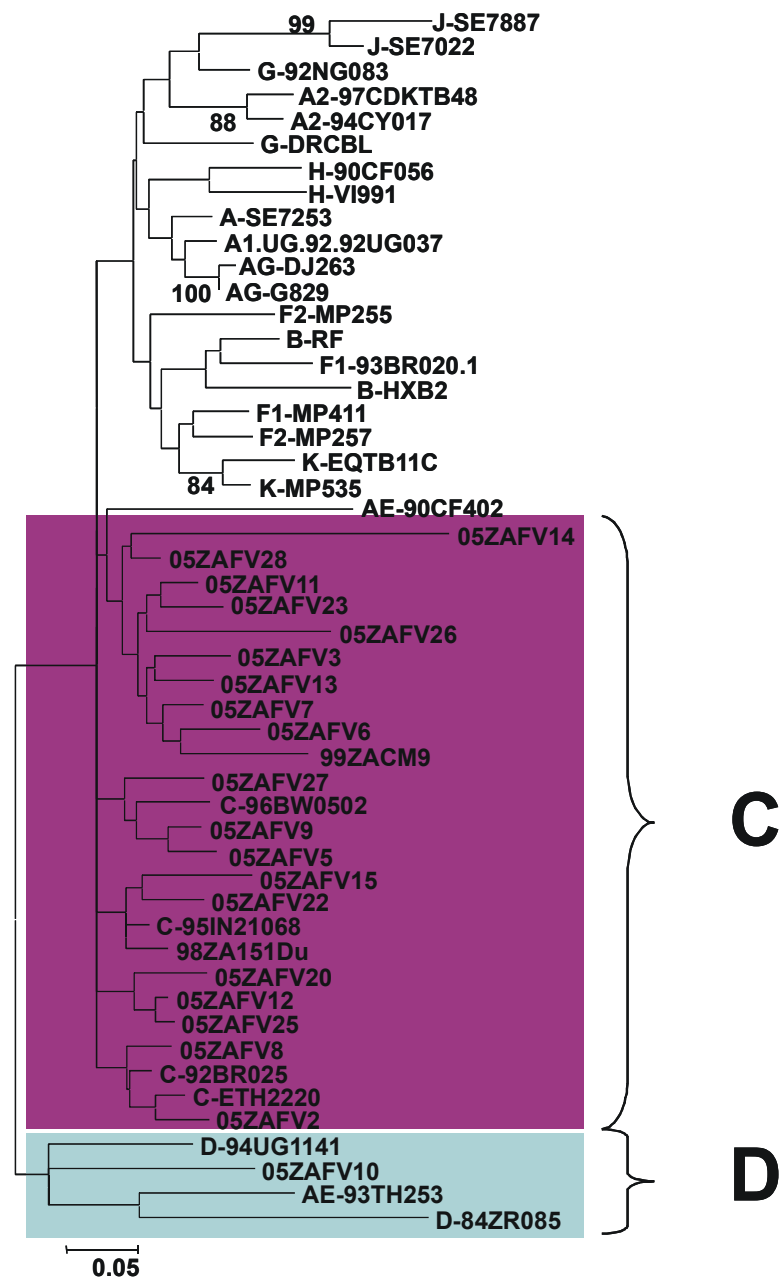 99
J-SE7887
J-SE7022
G-92NG083
A2-97CDKTB48
88
A2-94CY017
G-DRCBL
H-90CF056
H-VI991
A-SE7253
A1.UG.92.92UG037
AG-DJ263
100
AG-G829
F2-MP255
B-RF
F1-93BR020.1
B-HXB2
F1-MP411
F2-MP257
K-EQTB11C
84
K-MP535
AE-90CF402
05ZAFV14
05ZAFV28
05ZAFV11
05ZAFV23
05ZAFV26
05ZAFV3
05ZAFV13
05ZAFV7
05ZAFV6
99ZACM9
05ZAFV27
C-96BW0502
C
05ZAFV9
05ZAFV5
05ZAFV15
05ZAFV22
C-95IN21068
98ZA151Du
05ZAFV20
05ZAFV12
05ZAFV25
05ZAFV8
C-92BR025
C-ETH2220
05ZAFV2
D-94UG1141
05ZAFV10
D
AE-93TH253
D-84ZR085
0.05